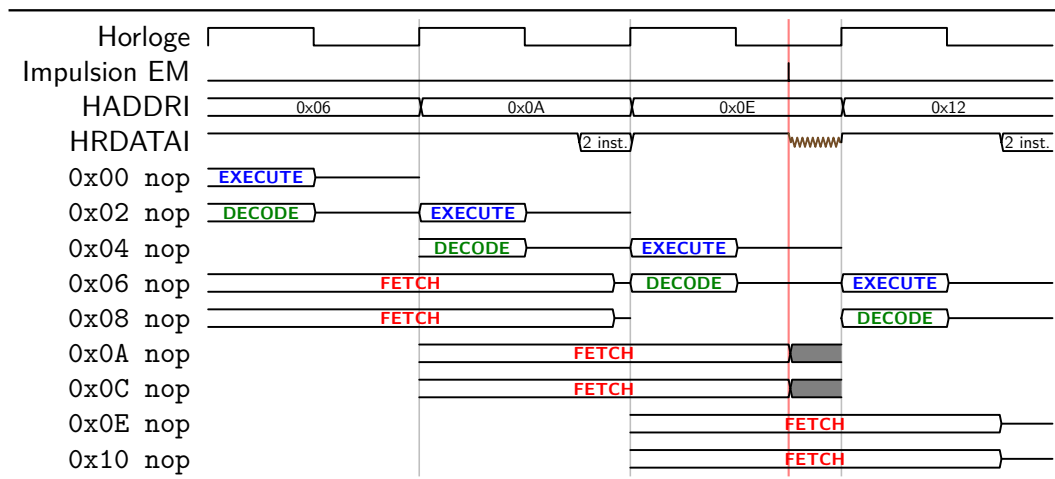 Horloge
Impulsion EM
HADDRI 0x06 0x0A 0x0E 0x12
HRDATAI 2 inst. 2 inst.
0x00 nop EXECUTE
0x02 nop DECODE EXECUTE
0x04 nop DECODE EXECUTE
0x06 nop FETCH DECODE EXECUTE
0x08 nop FETCH DECODE
0x0A nop FETCH
0x0C nop FETCH
0x0E nop FETCH
0x10 nop FETCH